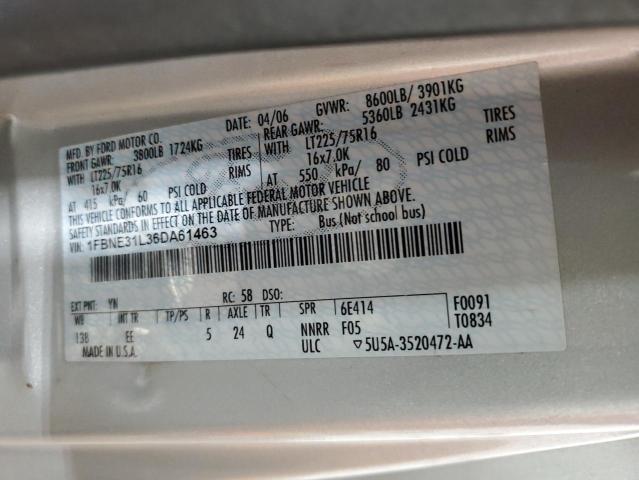 MFD. BY FORD MOTOR CO.
DATE: 04/06 GVWR: 8600LB/ 3901KG
FRONT GAWR: 3800LB 1724KG
REAR GAWR: 5360LB 2431KG
WITH LT225/75R16 TIRES
WITH LT225/75R16 TIRES
16x7.0K RIMS
16x7.0K RIMS
AT 415 kPa/ 60 PSI COLD
AT 550 kPa/ 80 PSI COLD
THIS VEHICLE CONFORMS TO ALL APPLICABLE FEDERAL MOTOR VEHICLE
SAFETY STANDARDS IN EFFECT ON THE DATE OF MANUFACTURE SHOWN ABOVE.
VIN: 1FBNE31L36DA61463
TYPE: Bus (Not school bus)
EXT PNT: YN RC: 58 DSO:
WB INT TR TP/PS R AXLE TR SPR 6E414 F0091
138 EE 5 24 Q NNRR F05 T0834
MADE IN U.S.A. ULC ▽5U5A-3520472-AA